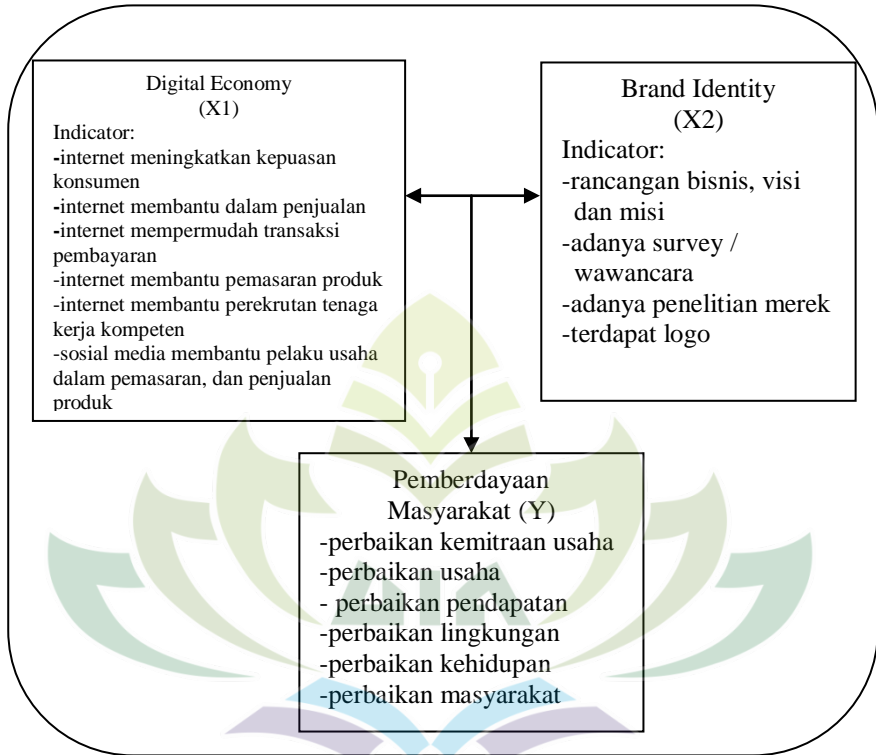 Digital Economy
(X1)
Indicator:
-internet meningkatkan kepuasan
konsumen
-internet membantu dalam penjualan
-internet mempermudah transaksi
pembayaran
-internet membantu pemasaran produk
-internet membantu perekrutan tenaga
kerja kompeten
-sosial media membantu pelaku usaha
dalam pemasaran, dan penjualan
produk
Brand Identity
(X2)
Indicator:
-rancangan bisnis, visi
dan misi
-adanya survey /
wawancara
-adanya penelitian merek
-terdapat logo
Pemberdayaan
Masyarakat (Y)
-perbaikan kemitraan usaha
-perbaikan usaha
- perbaikan pendapatan
-perbaikan lingkungan
-perbaikan kehidupan
-perbaikan masyarakat